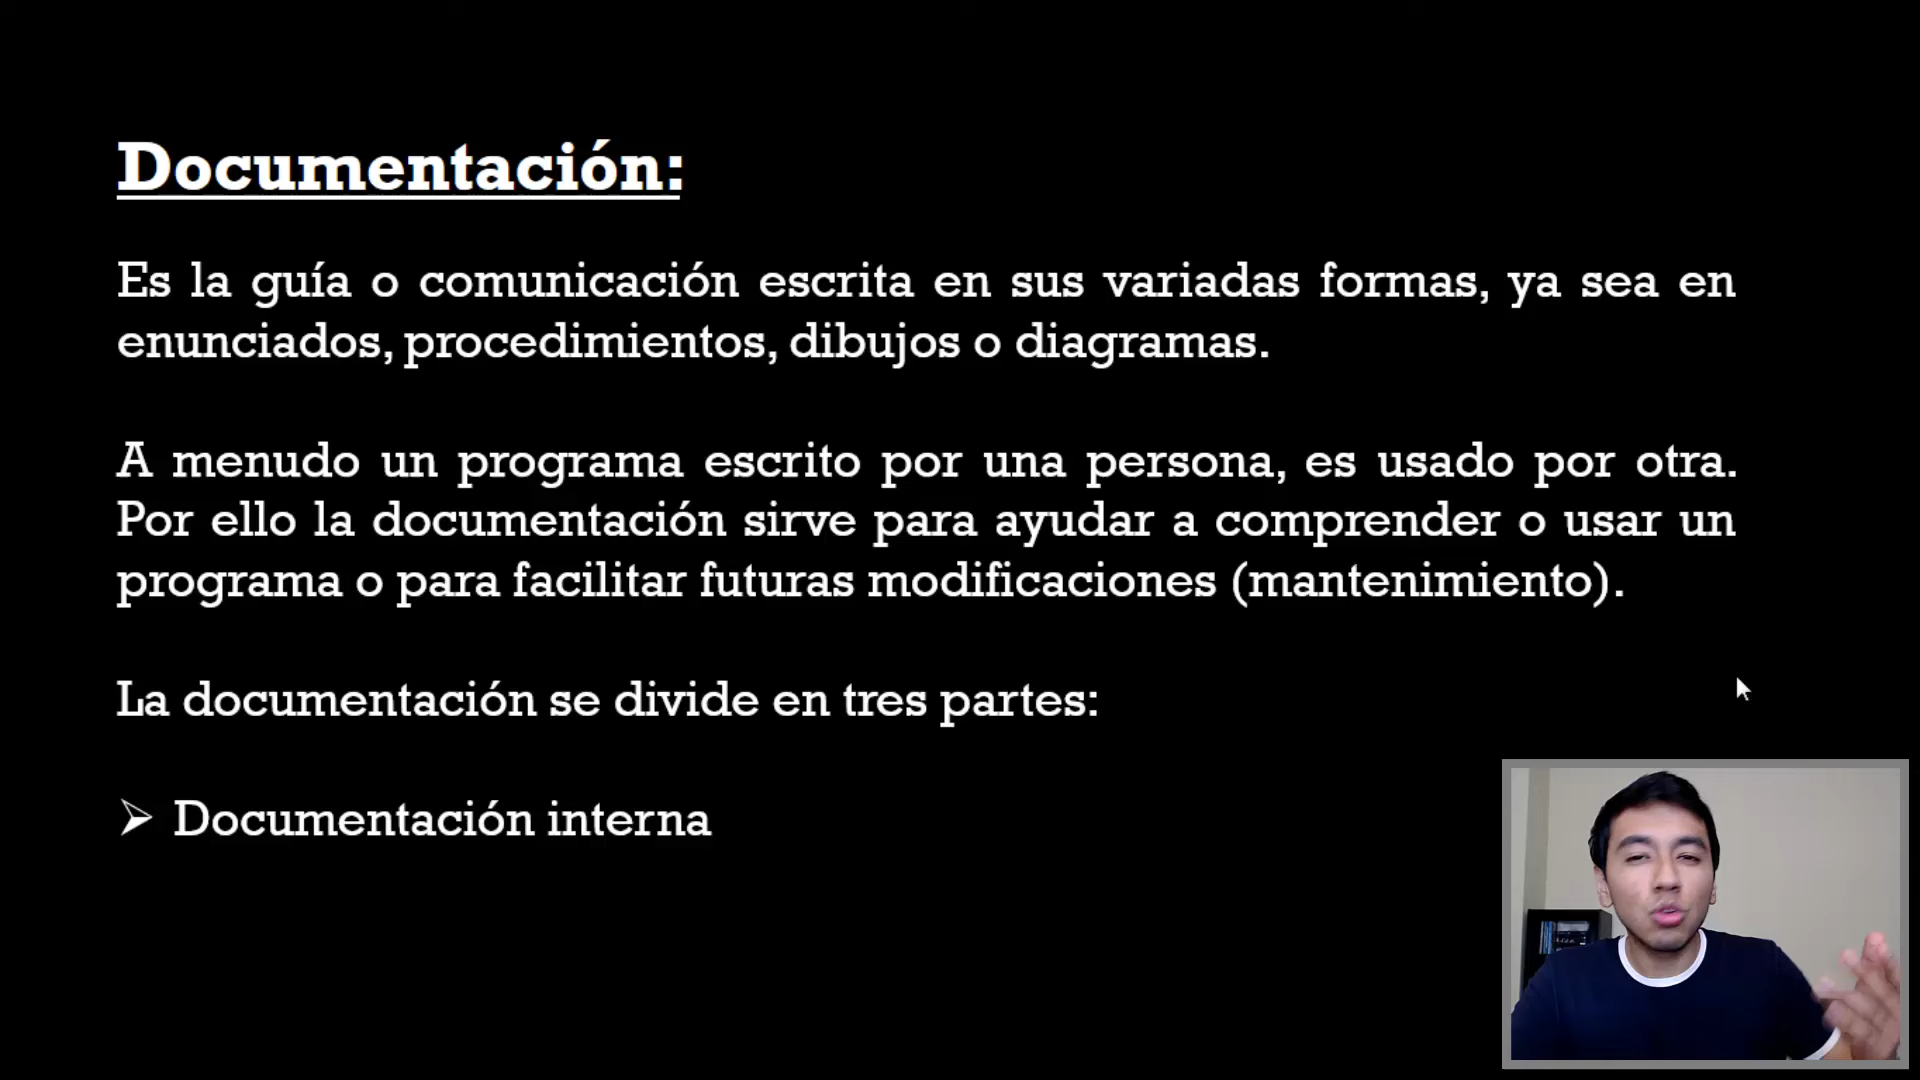 Documentación:
Es la guía o comunicación escrita en sus variadas formas, ya sea en
enunciados, procedimientos, dibujos o diagramas.
A menudo un programa escrito por una persona, es usado por otra.
Por ello la documentación sirve para ayudar a comprender o usar un
programa o para facilitar futuras modificaciones (mantenimiento).
La documentación se divide en tres partes:
➢ Documentación interna